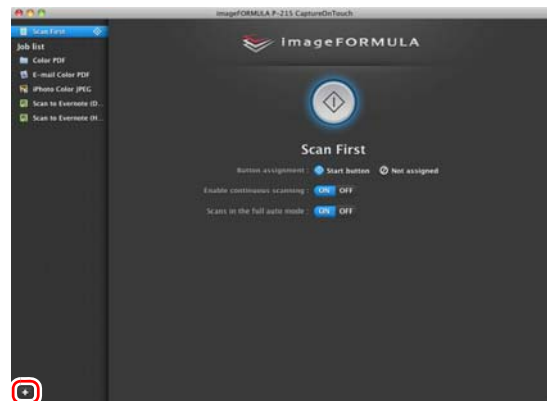 imageFORMULA P-215 CaptureOnTouch
Scan First
Job list
Color PDF
E-mail Color PDF
iPhoto Color JPEG
Scan to Evernote (D...
Scan to Evernote (H...
imageFORMULA
Scan First
Button assignment : Start button Not assigned
Enable continuous scanning : ON OFF
Scans in the full auto mode : ON OFF